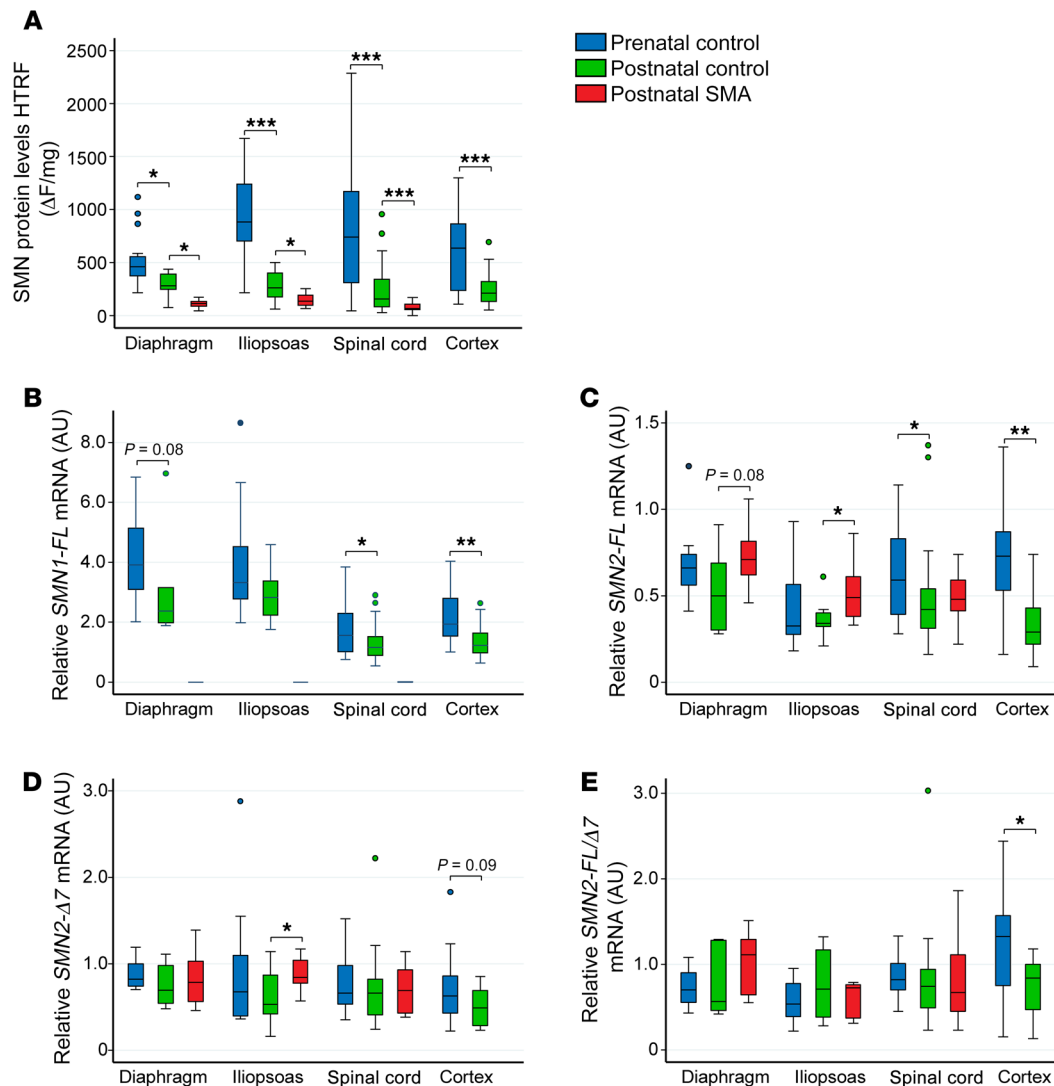 A
Prenatal control
Postnatal control
Postnatal SMA
SMN protein levels HTRF
(ΔF/mg)
2500
2000
1500
1000
500
0
***
***
***
***
*
*
*
Diaphragm Iliopsoas Spinal cord Cortex
B
Relative SMN1-FL mRNA (AU)
8.0
6.0
4.0
2.0
0
P = 0.08
*
**
Diaphragm Iliopsoas Spinal cord Cortex
C
Relative SMN2-FL mRNA (AU)
1.5
1.0
0.5
0
P = 0.08
*
*
**
Diaphragm Iliopsoas Spinal cord Cortex
D
Relative SMN2-Δ7 mRNA (AU)
3.0
2.0
1.0
0
*
P = 0.09
Diaphragm Iliopsoas Spinal cord Cortex
E
Relative SMN2-FL/Δ7
mRNA (AU)
3.0
2.0
1.0
0
*
Diaphragm Iliopsoas Spinal cord Cortex